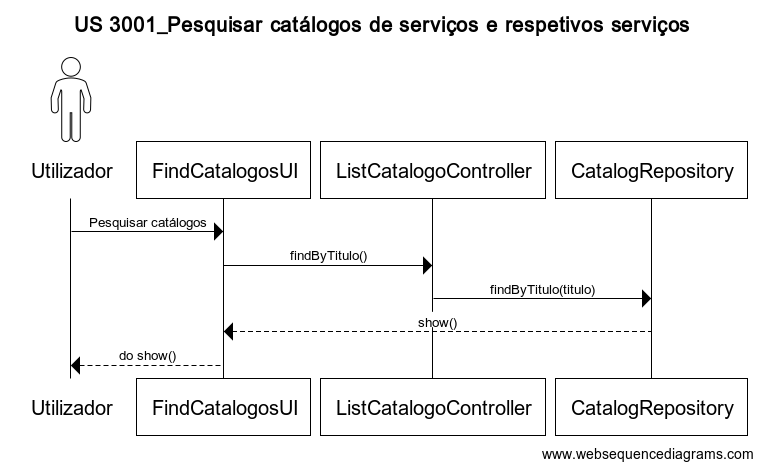 US 3001_Pesquisar catálogos de serviços e respetivos serviços
Utilizador
FindCatalogosUI
ListCatalogoController
CatalogRepository
Pesquisar catálogos
findByTitulo()
findByTitulo(titulo)
show()
do show()
Utilizador
FindCatalogosUI
ListCatalogoController
CatalogRepository
www.websequencediagrams.com